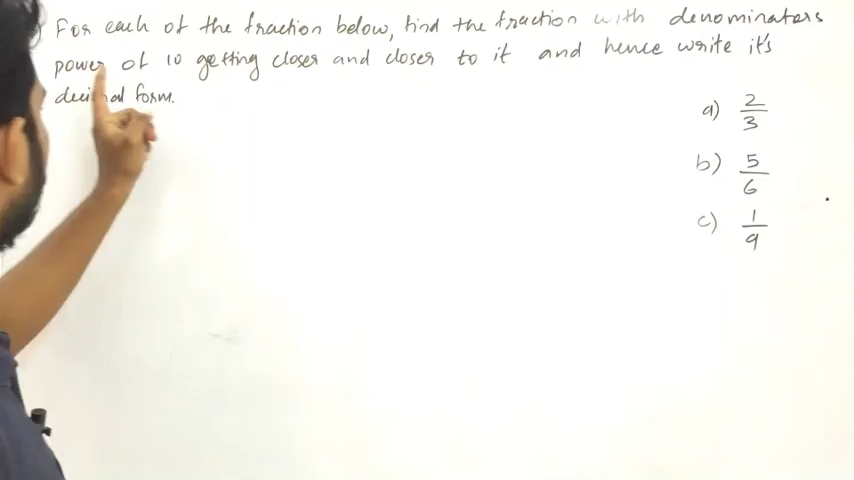 For each of the fraction below, find the fraction with denominators
power of 10 getting closer and closer to it and hence write it's
decimal form.
a) 2/3
b) 5/6
c) 1/9